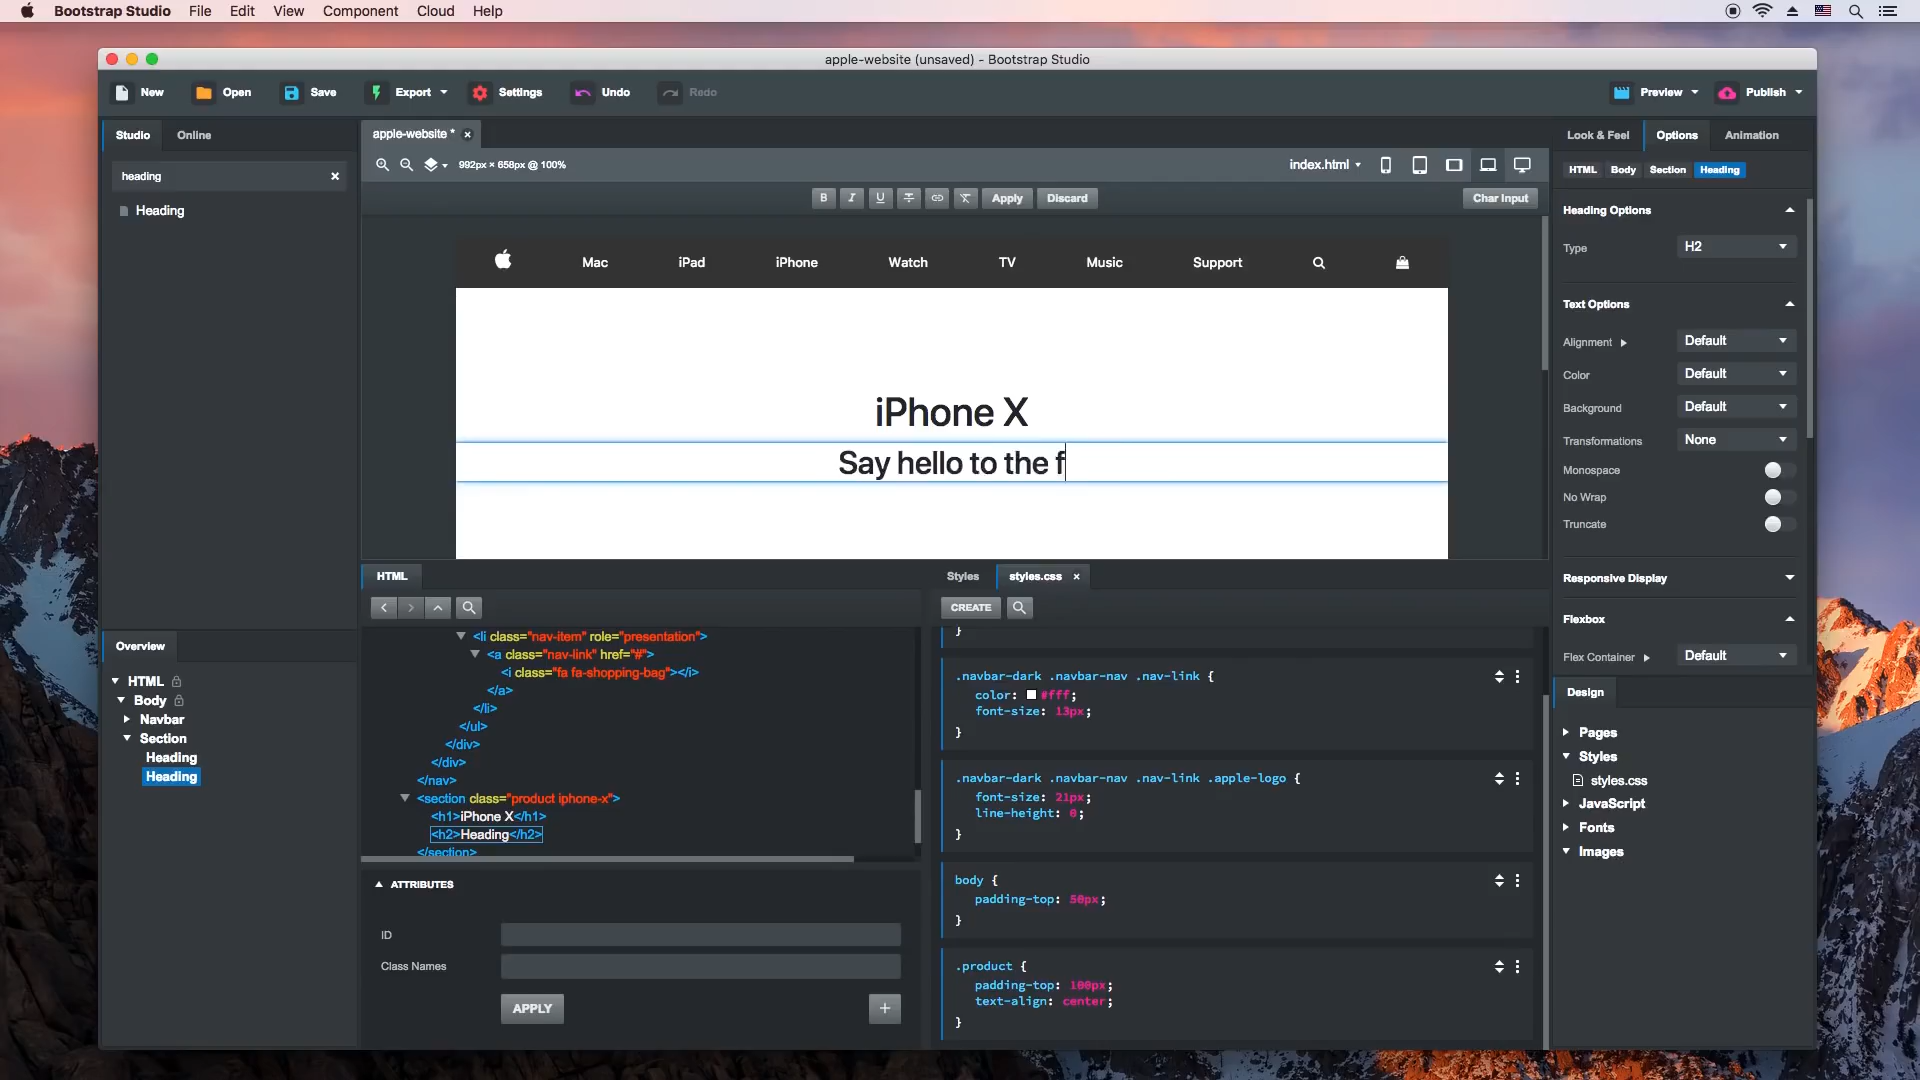 Bootstrap Studio File Edit View Component Cloud Help
apple-website (unsaved) - Bootstrap Studio
New Open Save Export Settings Undo Redo Preview Publish
Studio Online
heading
Heading
apple-website *
992px × 658px @ 100% index.html
B I U Apply Discard Char Input
Mac iPad iPhone Watch TV Music Support
iPhone X
Say hello to the f
Look & Feel Options Animation
HTML Body Section Heading
Heading Options
Type H2
Text Options
Alignment Default
Color Default
Background Default
Transformations None
Monospace
No Wrap
Truncate
Responsive Display
Flexbox
Flex Container Default
Overview
HTML
Body
Navbar
Section
Heading
Heading
HTML
<li class="nav-item" role="presentation">
<a class="nav-link" href="#">
<i class="fa fa-shopping-bag"></i>
</a>
</li>
</ul>
</div>
</div>
</nav>
<section class="product iphone-x">
<h1>iPhone X</h1>
<h2>Heading</h2>
</section>
ATTRIBUTES
ID
Class Names
APPLY
Styles styles.css
CREATE
}
.navbar-dark .navbar-nav .nav-link {
color: #fff;
font-size: 13px;
}
.navbar-dark .navbar-nav .nav-link .apple-logo {
font-size: 21px;
line-height: 0;
}
body {
padding-top: 50px;
}
.product {
padding-top: 100px;
text-align: center;
}
Design
Pages
Styles
styles.css
JavaScript
Fonts
Images